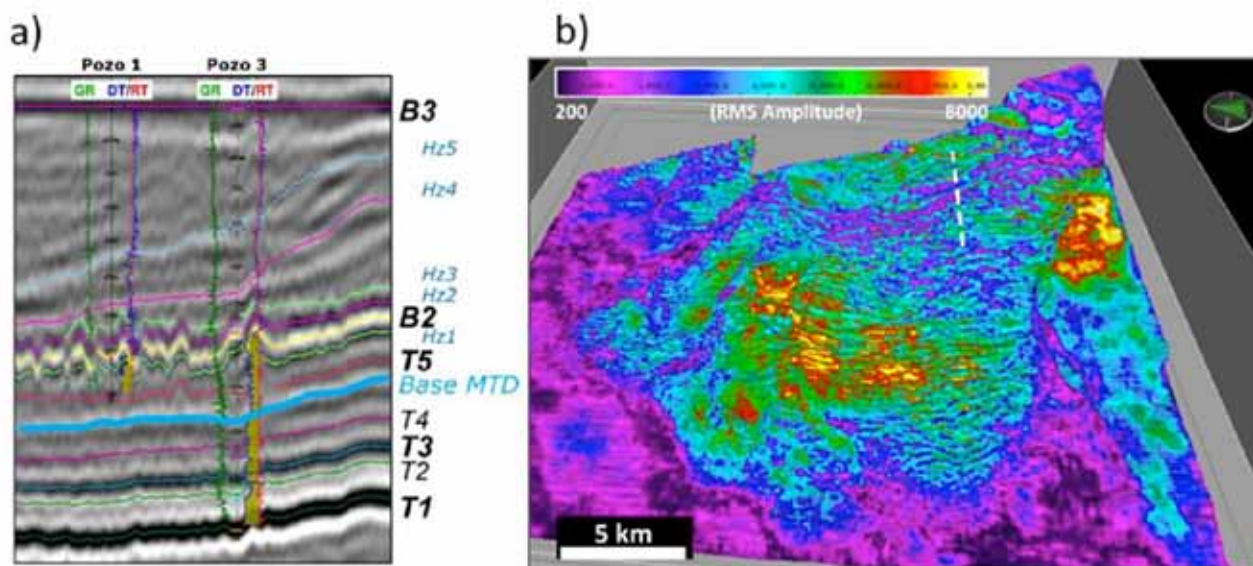 a)
Pozo 1 Pozo 3
GR DT/RT GR DT/RT
B3
Hz5
Hz4
Hz3
Hz2
B2
Hz1
T5
Base MTD
T4
T3
T2
T1
b)
200 (RMS Amplitude) 8000
5 km